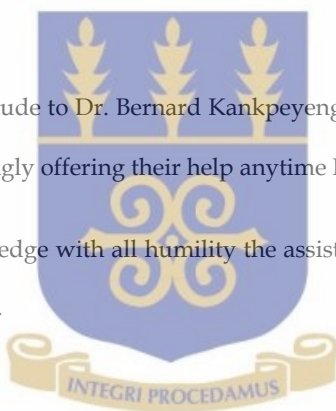 ude to Dr. Bernard Kankpeyeng
gly offering their help anytime
edge with all humility the assist
INTEGRI PROCEDAMUS